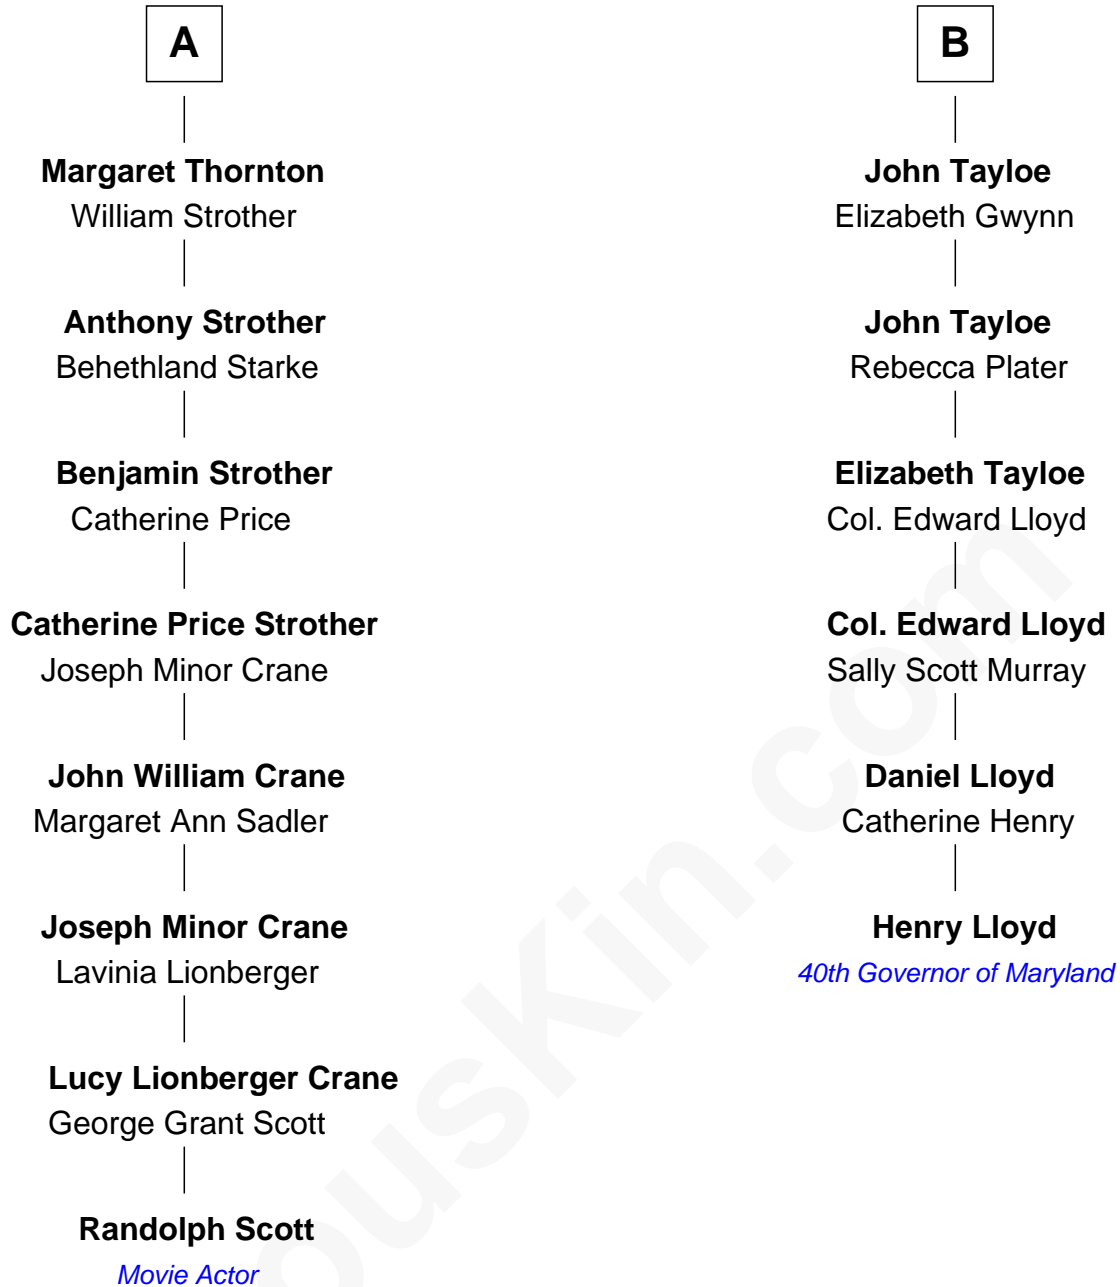 A
Margaret Thornton
William Strother
Anthony Strother
Behethland Starke
Benjamin Strother
Catherine Price
Catherine Price Strother
Joseph Minor Crane
John William Crane
Margaret Ann Sadler
Joseph Minor Crane
Lavinia Lionberger
Lucy Lionberger Crane
George Grant Scott
Randolph Scott
Movie Actor
B
John Tayloe
Elizabeth Gwynn
John Tayloe
Rebecca Plater
Elizabeth Tayloe
Col. Edward Lloyd
Col. Edward Lloyd
Sally Scott Murray
Daniel Lloyd
Catherine Henry
Henry Lloyd
40th Governor of Maryland
ousKin.com